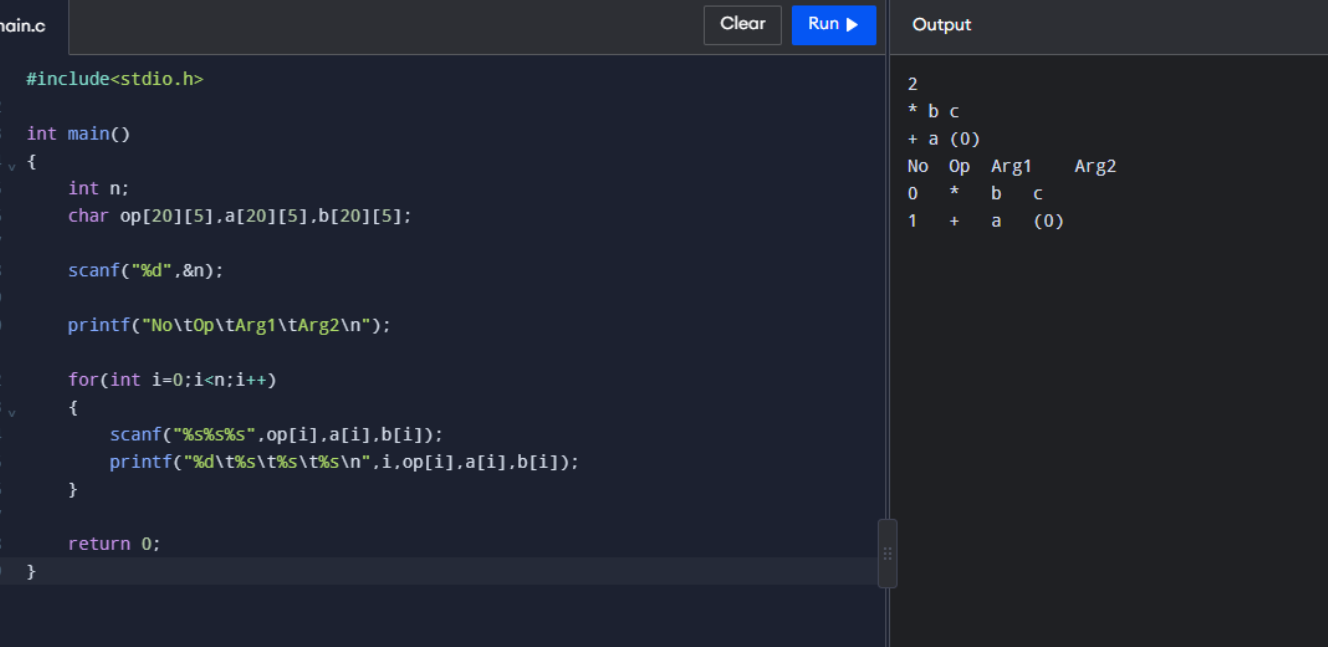 main.c
Clear
Run
#include<stdio.h>
int main()
{
int n;
char op[20][5],a[20][5],b[20][5];
scanf("%d",&n);
printf("No\tOp\tArg1\tArg2\n");
for(int i=0;i<n;i++)
{
scanf("%s%s%s",op[i],a[i],b[i]);
printf("%d\t%s\t%s\t%s\n",i,op[i],a[i],b[i]);
}
return 0;
}
Output
2
* b c
+ a (0)
No Op Arg1 Arg2
0 * b c
1 + a (0)